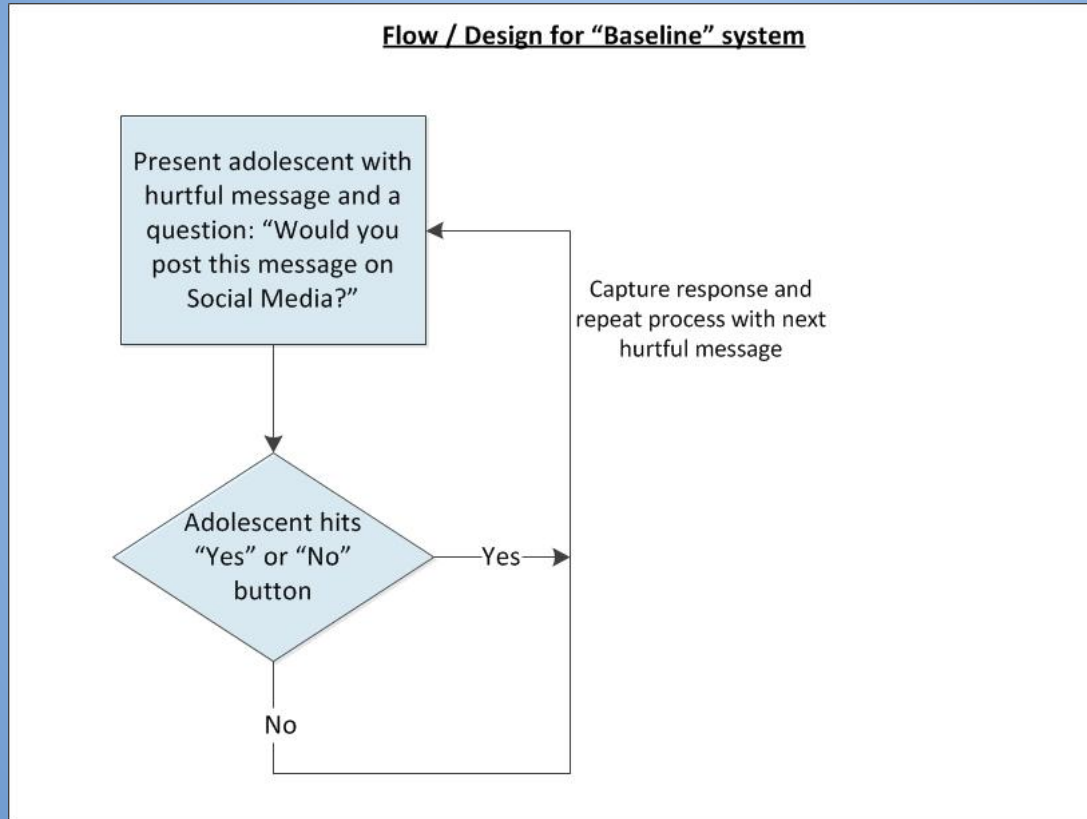 Flow / Design for “Baseline” system
Present adolescent with
hurtful message and a
question: “Would you
post this message on
Social Media?”
Capture response and
repeat process with next
hurtful message
Adolescent hits
“Yes” or “No”
button
Yes
No